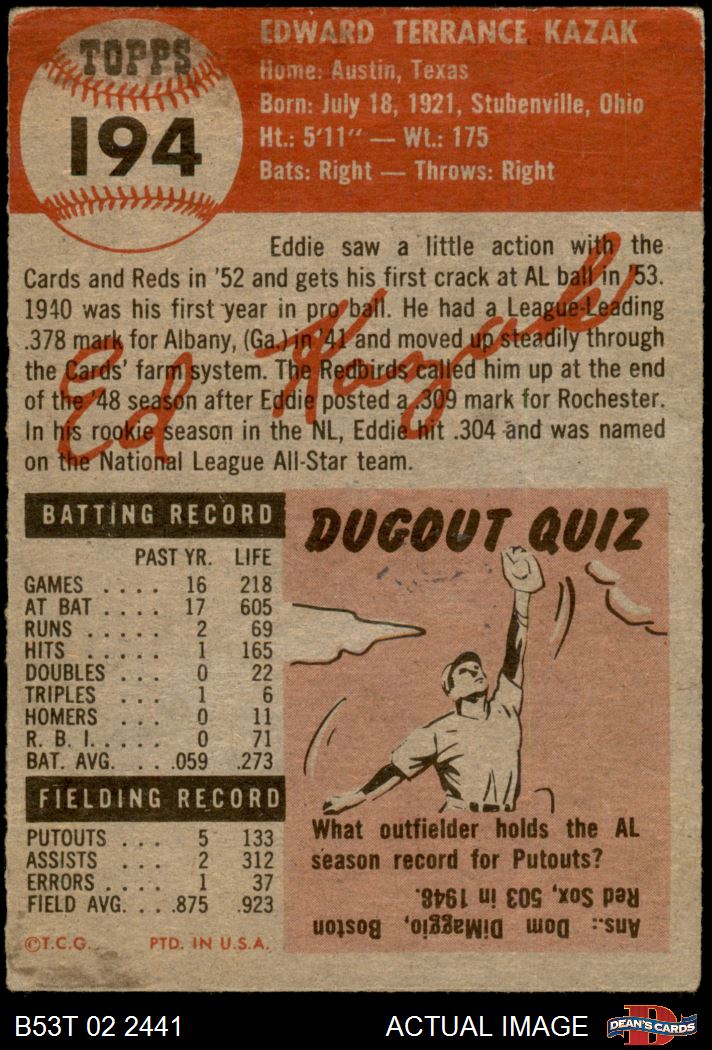 TOPPS
194
EDWARD TERRANCE KAZAK
Home: Austin, Texas
Born: July 18, 1921, Stubenville, Ohio
Ht.: 5'11" — Wt.: 175
Bats: Right — Throws: Right
Eddie saw a little action with the
Cards and Reds in '52 and gets his first crack at AL ball in '53.
1940 was his first year in pro ball. He had a League-Leading
.378 mark for Albany, (Ga.) in '41 and moved up steadily through
the Cards' farm system. The Redbirds called him up at the end
of the '48 season after Eddie posted a .309 mark for Rochester.
In his rookie season in the NL, Eddie hit .304 and was named
on the National League All-Star team.
Ed Kazak
BATTING RECORD
PAST YR. LIFE
GAMES .... 16 218
AT BAT .... 17 605
RUNS ..... 2 69
HITS ..... 1 165
DOUBLES ... 0 22
TRIPLES ... 1 6
HOMERS ... 0 11
R. B. I. .... 0 71
BAT. AVG. .. .059 .273
FIELDING RECORD
PUTOUTS ... 5 133
ASSISTS ... 2 312
ERRORS .... 1 37
FIELD AVG. .. .875 .923
©T.C.G. PTD. IN U.S.A.
DUGOUT QUIZ
What outfielder holds the AL
season record for Putouts?
Ans.: Dom DiMaggio, Boston
Red Sox, 503 in 1948.
B53T 02 2441 ACTUAL IMAGE
D
DEAN'S CARDS